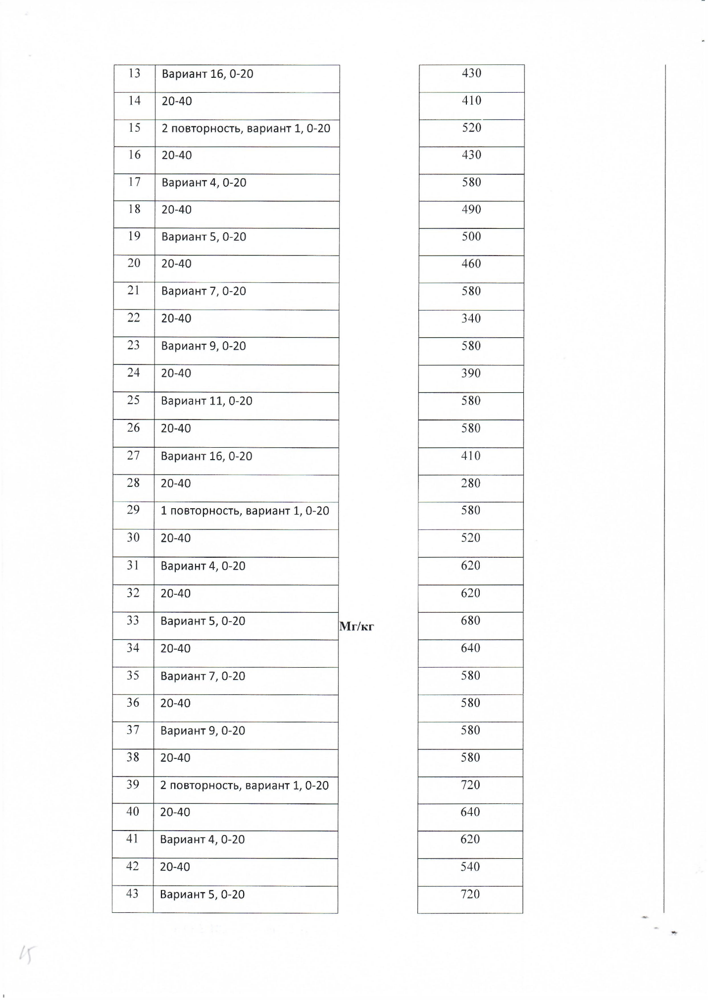 13 Вариант 16, 0-20 430
14 20-40 410
15 2 повторность, вариант 1, 0-20 520
16 20-40 430
17 Вариант 4, 0-20 580
18 20-40 490
19 Вариант 5, 0-20 500
20 20-40 460
21 Вариант 7, 0-20 580
22 20-40 340
23 Вариант 9, 0-20 580
24 20-40 390
25 Вариант 11, 0-20 580
26 20-40 580
27 Вариант 16, 0-20 410
28 20-40 280
29 1 повторность, вариант 1, 0-20 580
30 20-40 520
31 Вариант 4, 0-20 620
32 20-40 620
33 Вариант 5, 0-20 Мг/кг 680
34 20-40 640
35 Вариант 7, 0-20 580
36 20-40 580
37 Вариант 9, 0-20 580
38 20-40 580
39 2 повторность, вариант 1, 0-20 720
40 20-40 640
41 Вариант 4, 0-20 620
42 20-40 540
43 Вариант 5, 0-20 720
15